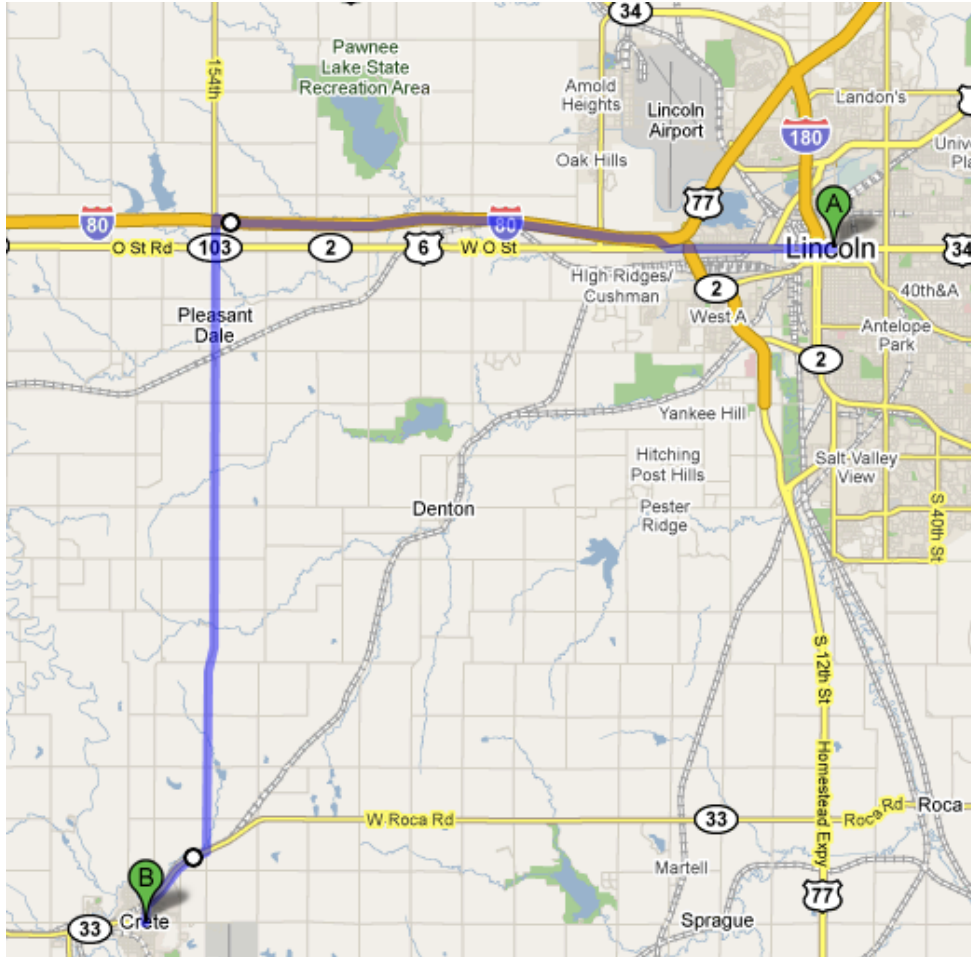 34
Pawnee
Lake State
Recreation Area
154th
Arnold
Heights
Lincoln
Airport
Landon's
180
Oak Hills
Univ
Pla
77
A
80
80
O St Rd
103
2
6
W O St
Lincoln
34
High Ridges/
Cushman
2
40th&A
Pleasant
Dale
West A
Antelope
Park
2
Yankee Hill
Hitching
Post Hills
Salt Valley
View
Denton
Pester
Ridge
S 40th St
S 12th St
Homestead Expy
W Roca Rd
33
Roca Rd
Roca
Martell
B
77
33
Crete
Sprague